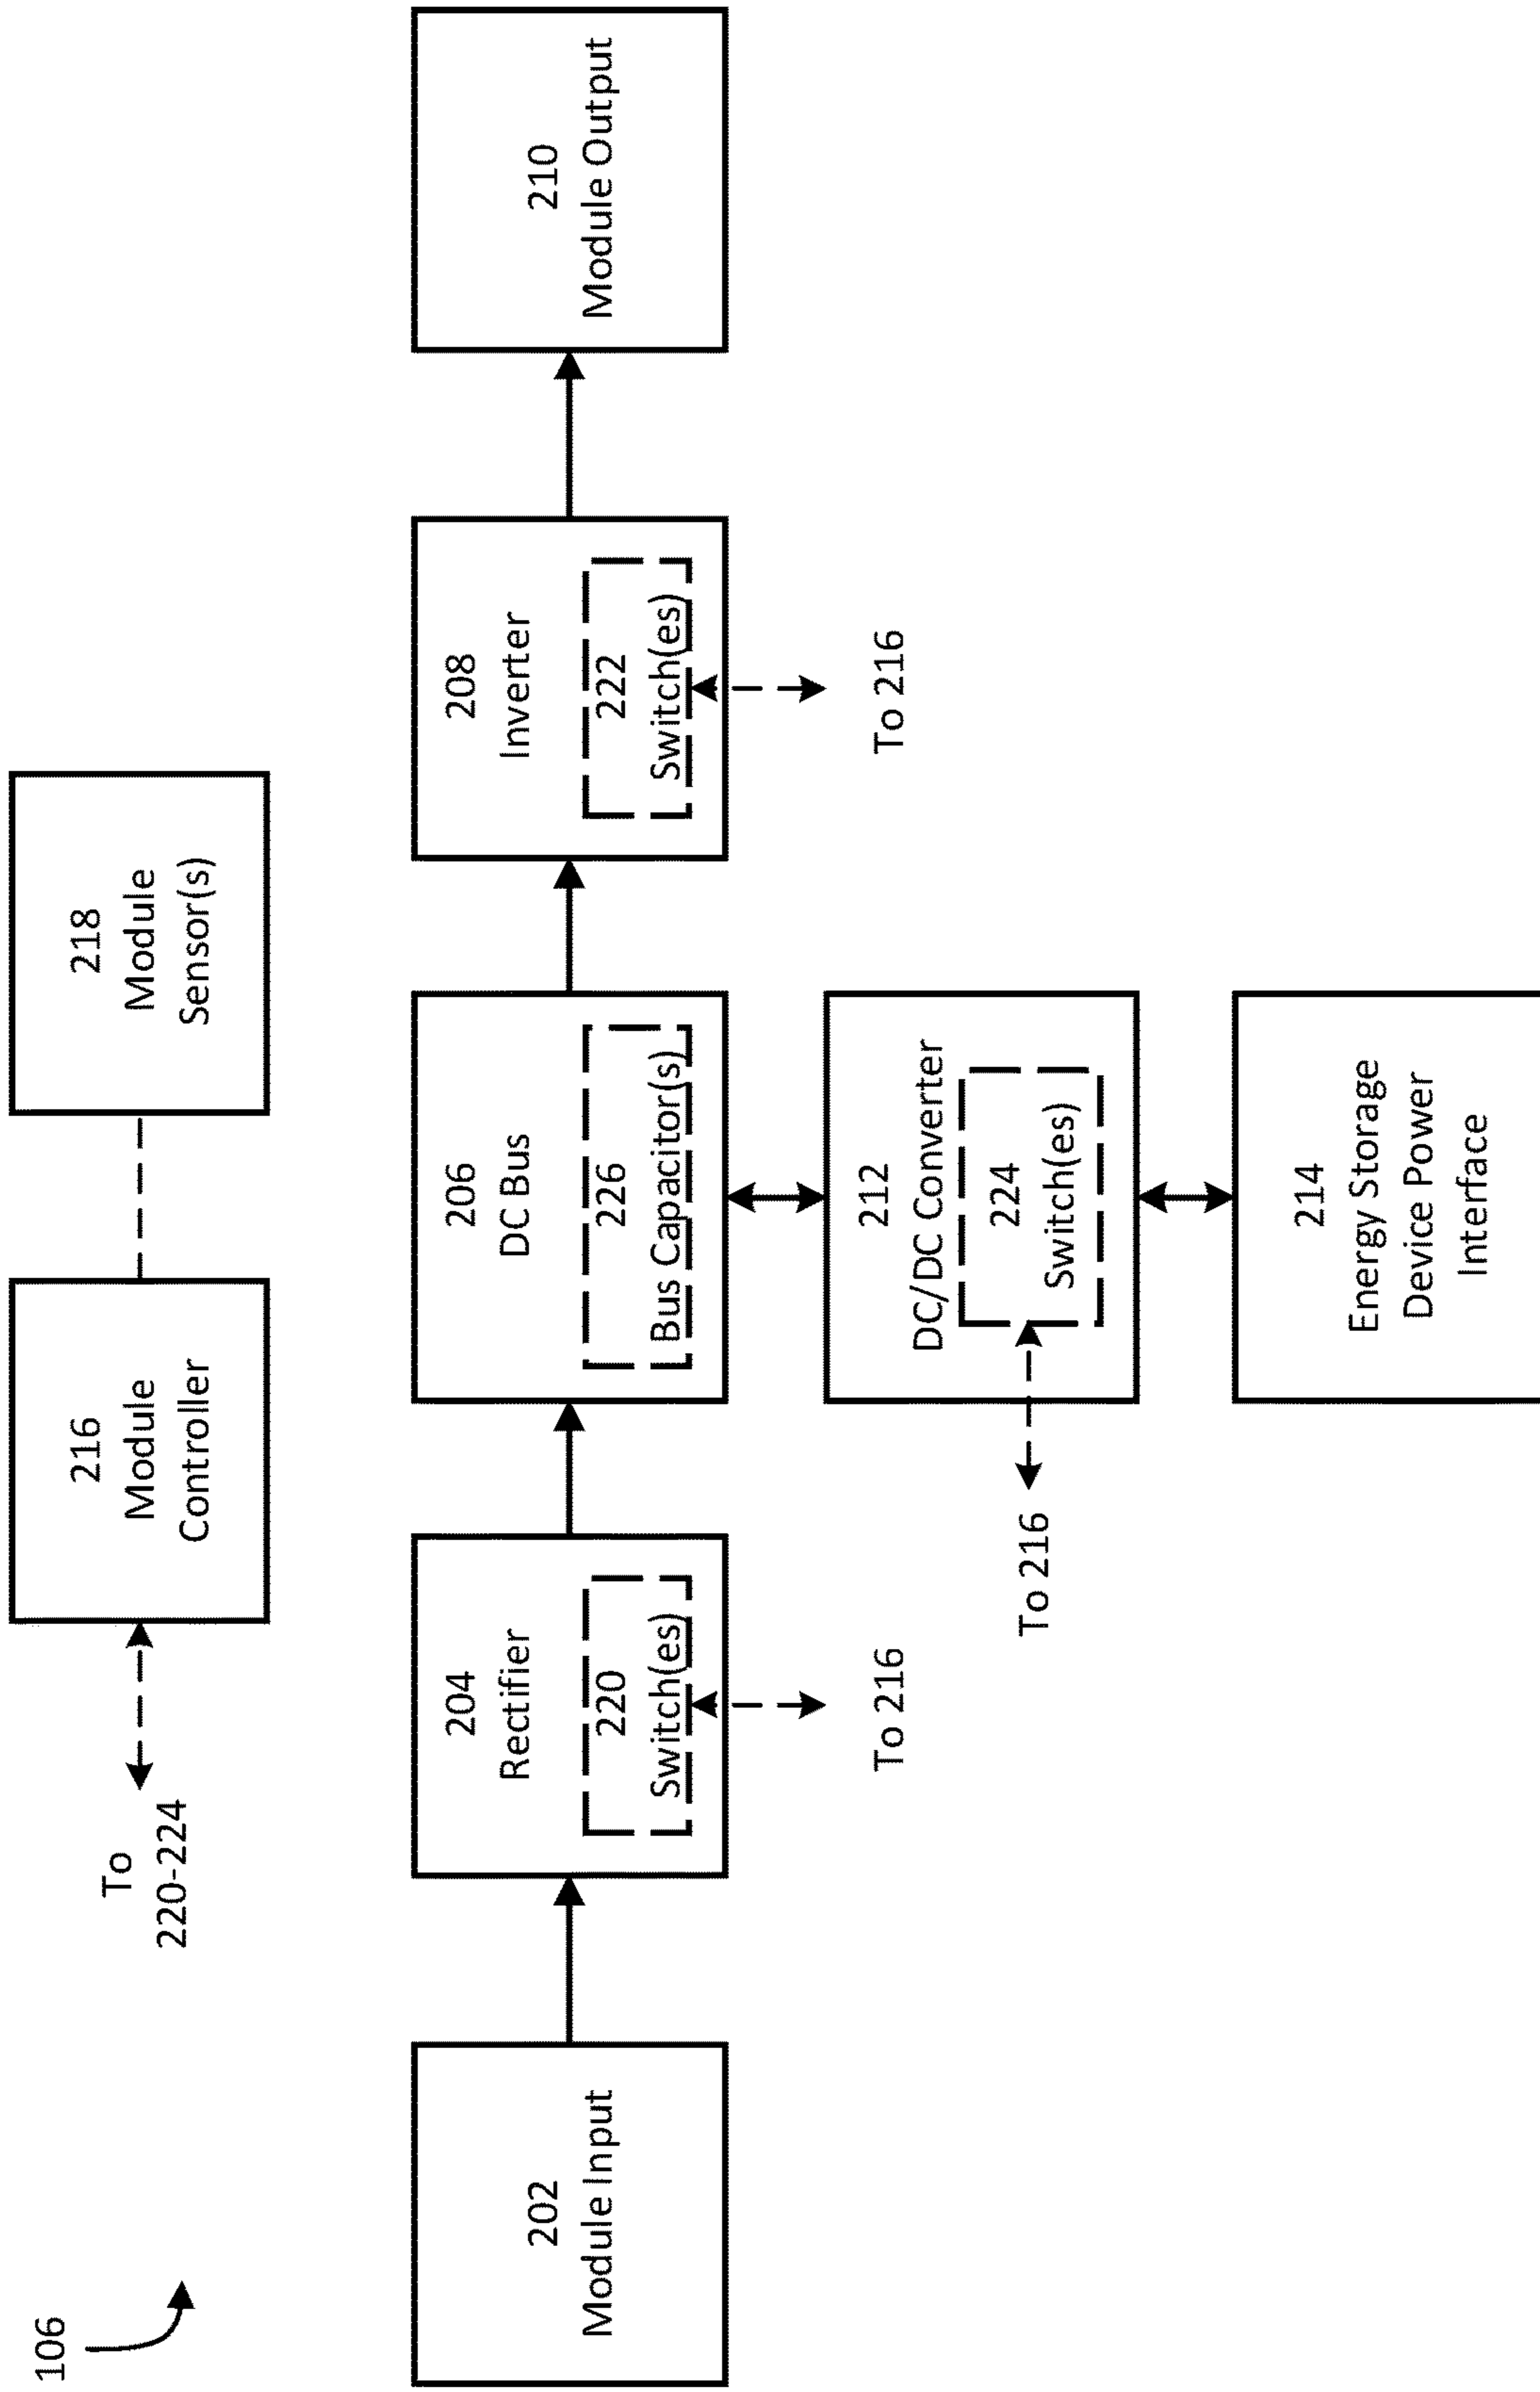 106
To
220-224
216
Module
Controller
218
Module
Sensor(s)
202
Module Input
204
Rectifier
220
Switch(es)
To 216
206
DC Bus
226
Bus Capacitor(s)
208
Inverter
222
Switch(es)
To 216
210
Module Output
212
DC/DC Converter
224
Switch(es)
To 216
214
Energy Storage
Device Power
Interface